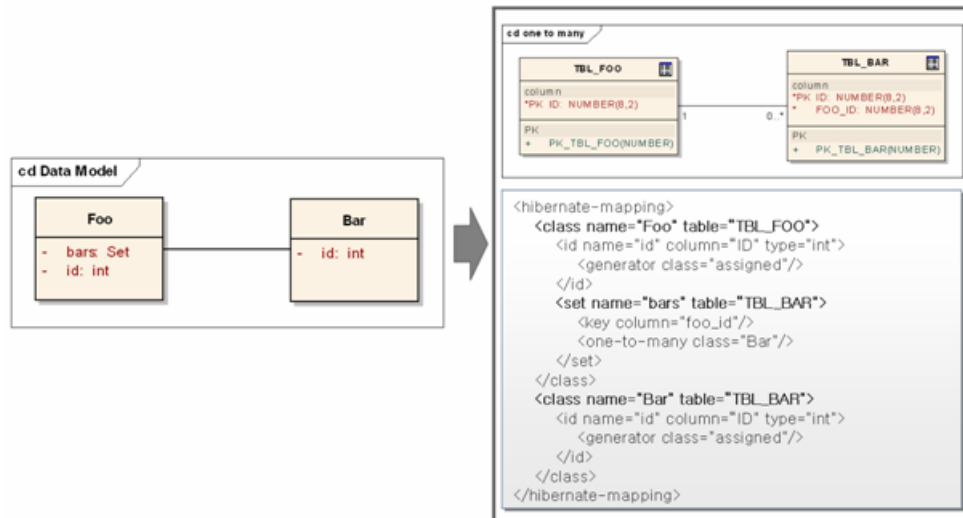 cd Data Model
Foo
- bars: Set
- id: int
Bar
- id: int
cd one to many
TBL_FOO
column
*PK ID: NUMBER(8,2)
PK
+ PK_TBL_FOO(NUMBER)
1
0..*
TBL_BAR
column
*PK ID: NUMBER(8,2)
* FOO_ID: NUMBER(8,2)
PK
+ PK_TBL_BAR(NUMBER)
<hibernate-mapping>
<class name="Foo" table="TBL_FOO">
<id name="id" column="ID" type="int">
<generator class="assigned"/>
</id>
<set name="bars" table="TBL_BAR">
<key column="foo_id"/>
<one-to-many class="Bar"/>
</set>
</class>
<class name="Bar" table="TBL_BAR">
<id name="id" column="ID" type="int">
<generator class="assigned"/>
</id>
</class>
</hibernate-mapping>